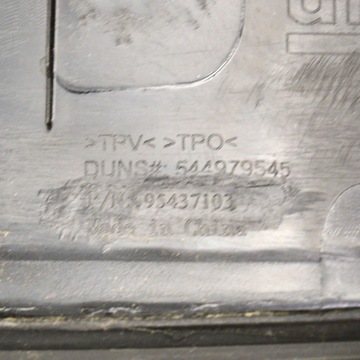 >TPV< >TPO<
DUNS#: 544979545
P/N: 95437103
Made in China